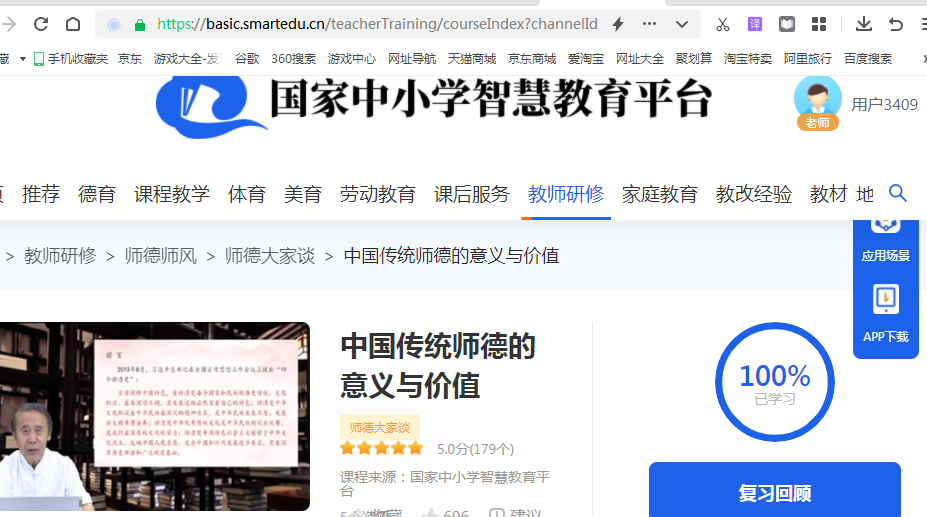 https://basic.smartedu.cn/teacherTraining/courseIndex?channelId
藏 手机收藏夹 京东 游戏大全-发 谷歌 360搜索 游戏中心 网址导航 天猫商城 京东商城 爱淘宝 网址大全 聚划算 淘宝特卖 阿里旅行 百度搜索
国家中小学智慧教育平台
老师
用户3409
推荐 德育 课程教学 体育 美育 劳动教育 课后服务 教师研修 家庭教育 教改经验 教材 地
> 教师研修 > 师德师风 > 师德大家谈 > 中国传统师德的意义与价值
应用场景
APP下载
前言
中国传统师德的
意义与价值
师德大家谈
5.0分(179个)
课程来源：国家中小学智慧教育平
台
收藏 696 建议
100%
已学习
复习回顾
译